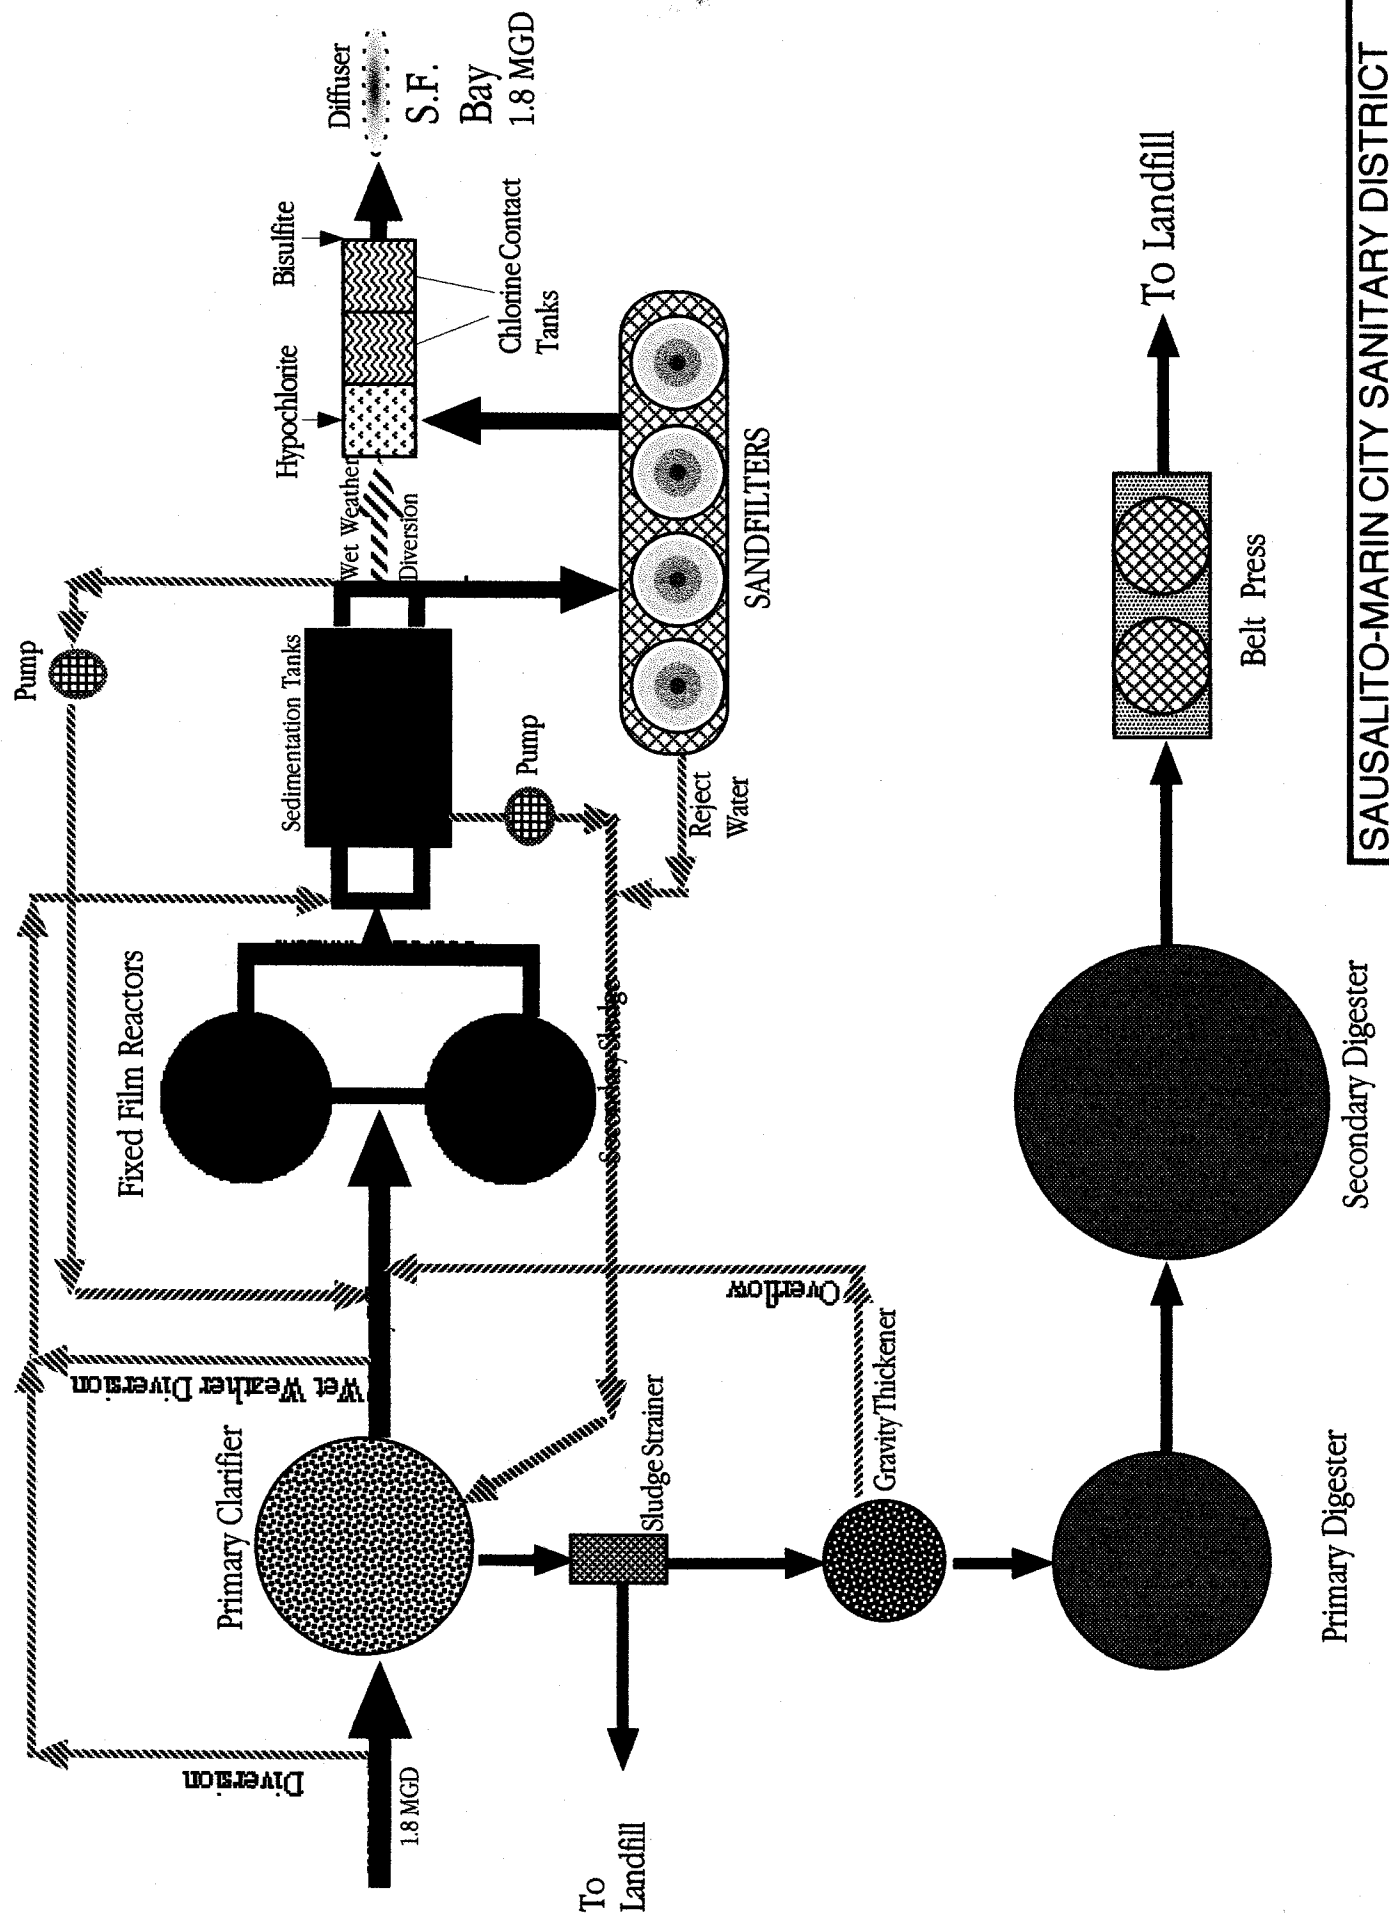 Diffuser
S.F.
Bay
1.8 MGD
Bisulfite
Hypochlorite
Chlorine Contact
Tanks
Wet Weather
Diversion
Pump
Sedimentation Tanks
Pump
SANDFILTERS
Reject
Water
Fixed Film Reactors
Secondary Sludge
Overflow
Wet Weather Diversion
Primary Clarifier
Sludge Strainer
Gravity Thickener
Diversion
1.8 MGD
To
Landfill
Primary Digester
Secondary Digester
Belt Press
To Landfill
SAUSALITO-MARIN CITY SANITARY DISTRICT